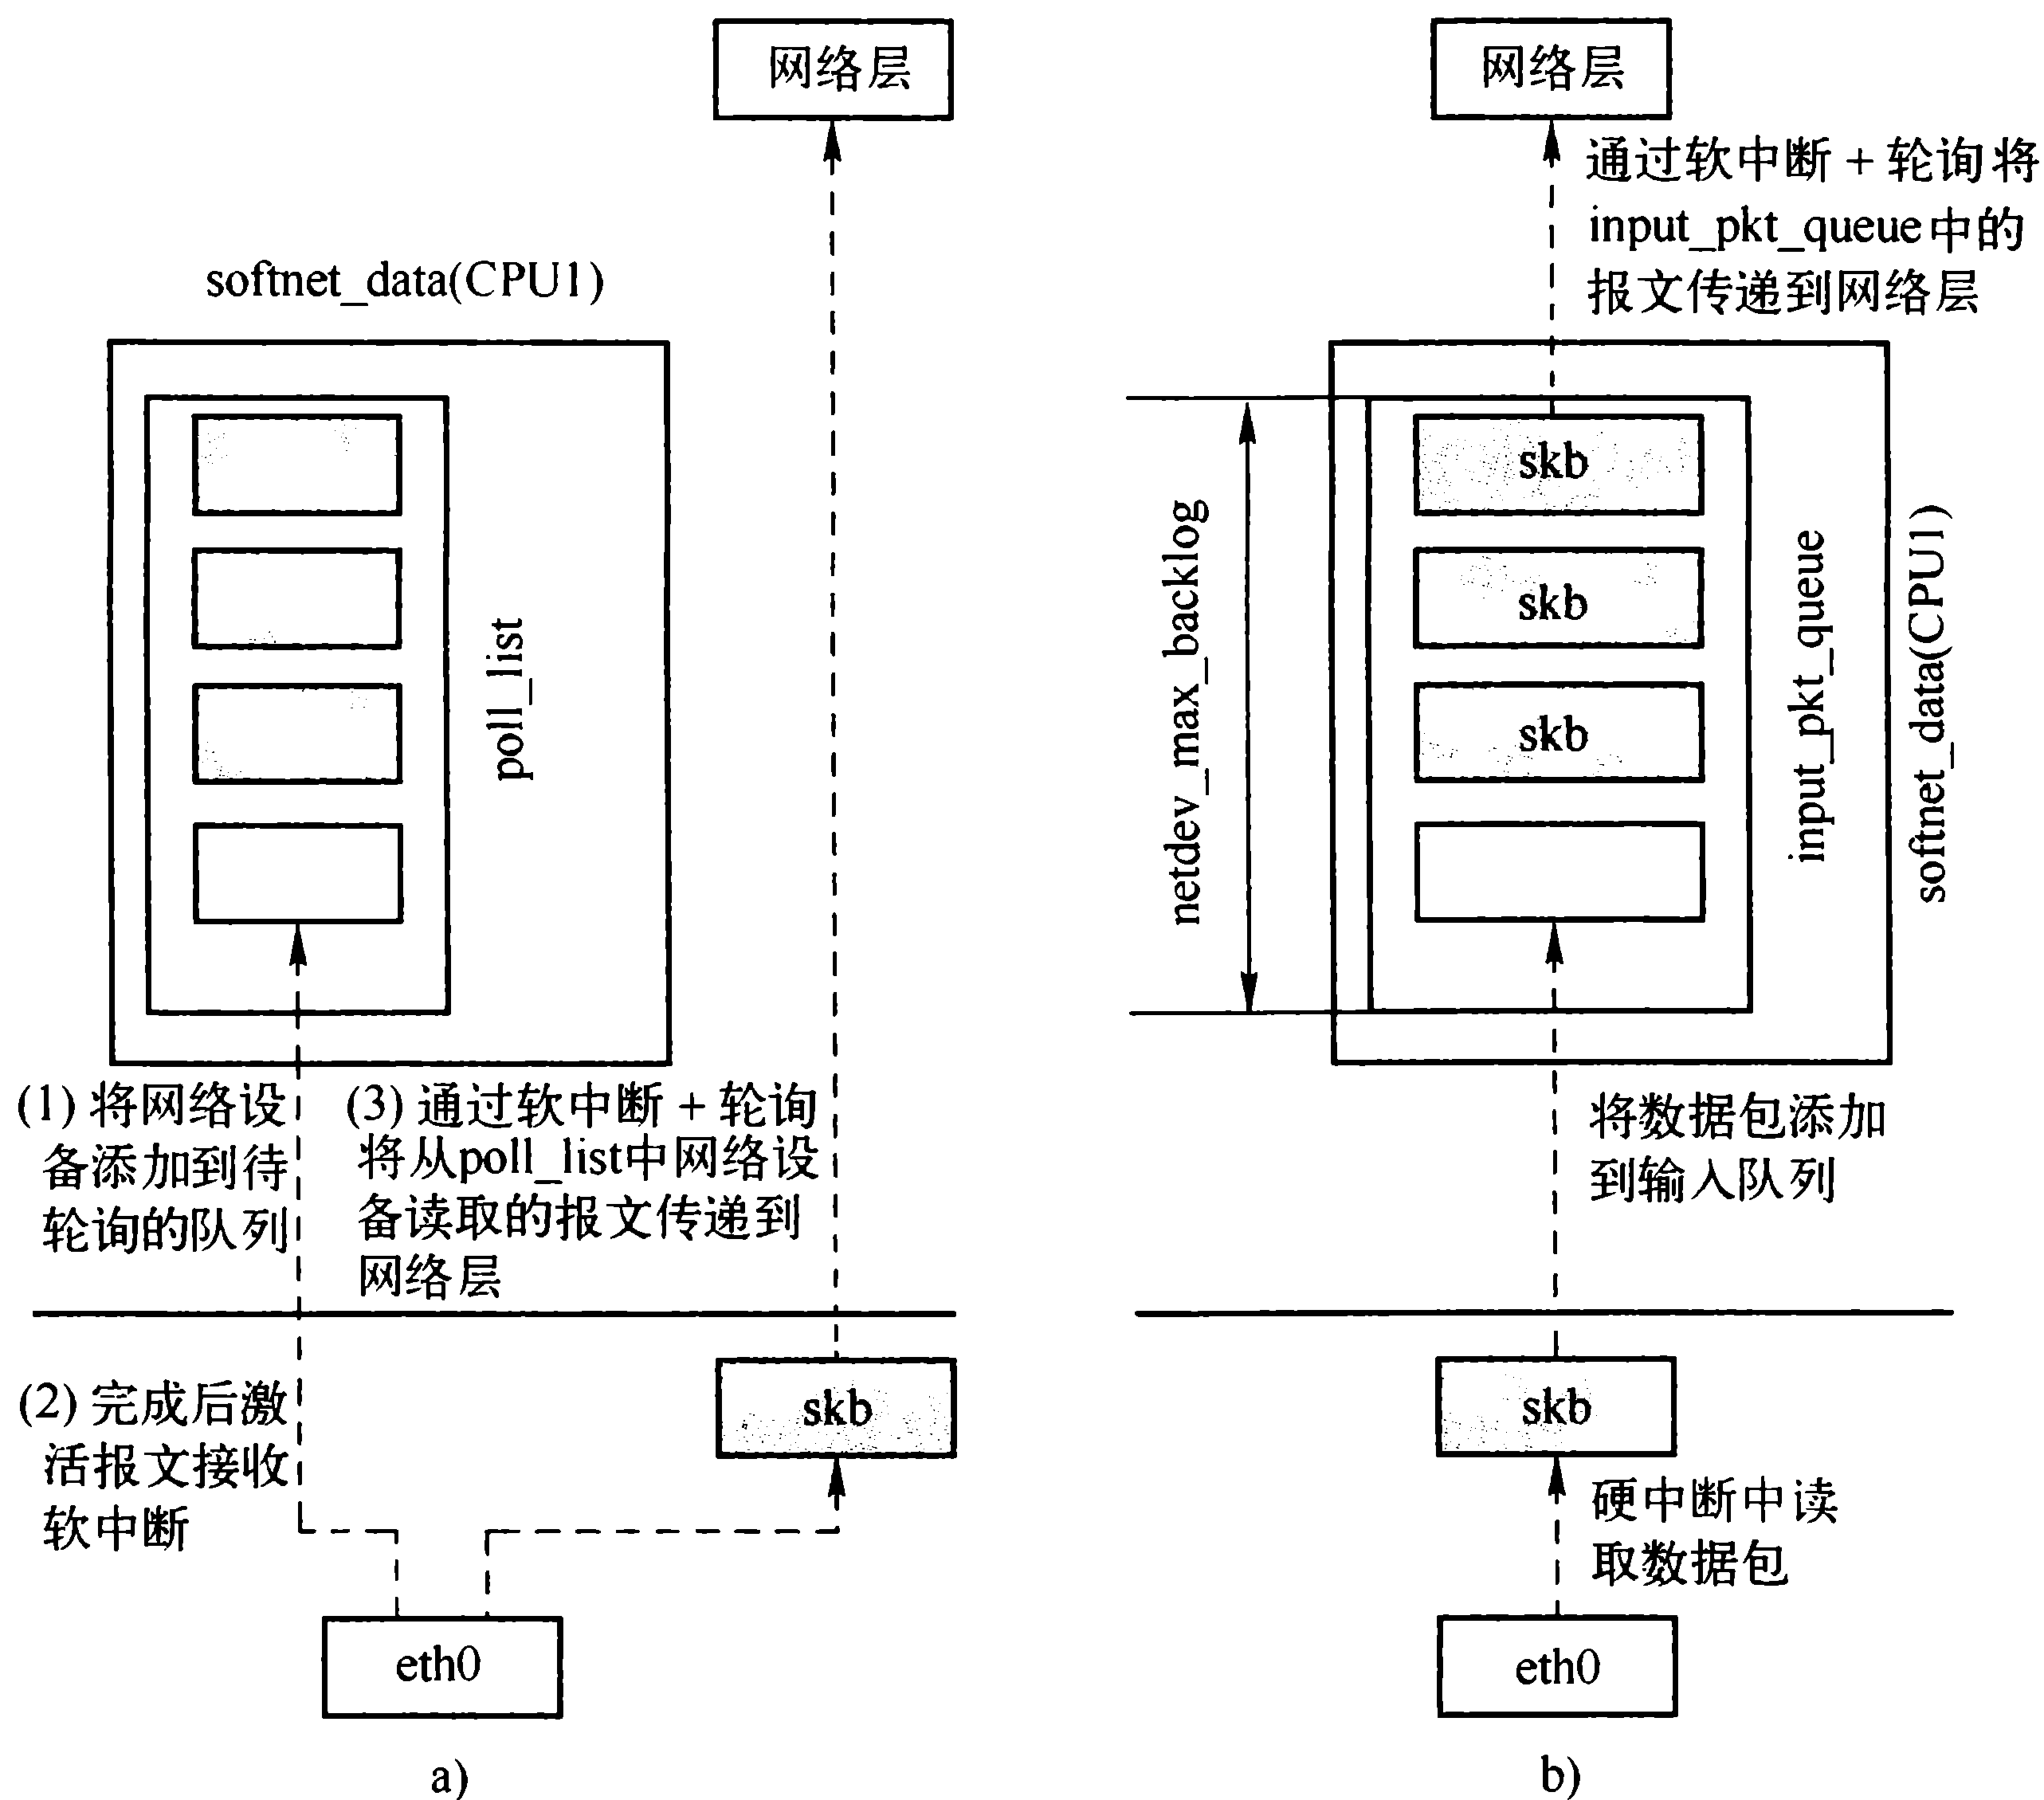 网络层
softnet_data(CPU1)
poll_list
(1) 将网络设
备添加到待
轮询的队列
(3) 通过软中断 + 轮询
将从poll_list中网络设
备读取的报文传递到
网络层
(2) 完成后激
活报文接收
软中断
skb
eth0
a)
网络层
通过软中断 + 轮询将
input_pkt_queue中的
报文传递到网络层
netdev_max_backlog
skb
skb
skb
input_pkt_queue
softnet_data(CPU1)
将数据包添加
到输入队列
skb
硬中断中读
取数据包
eth0
b)